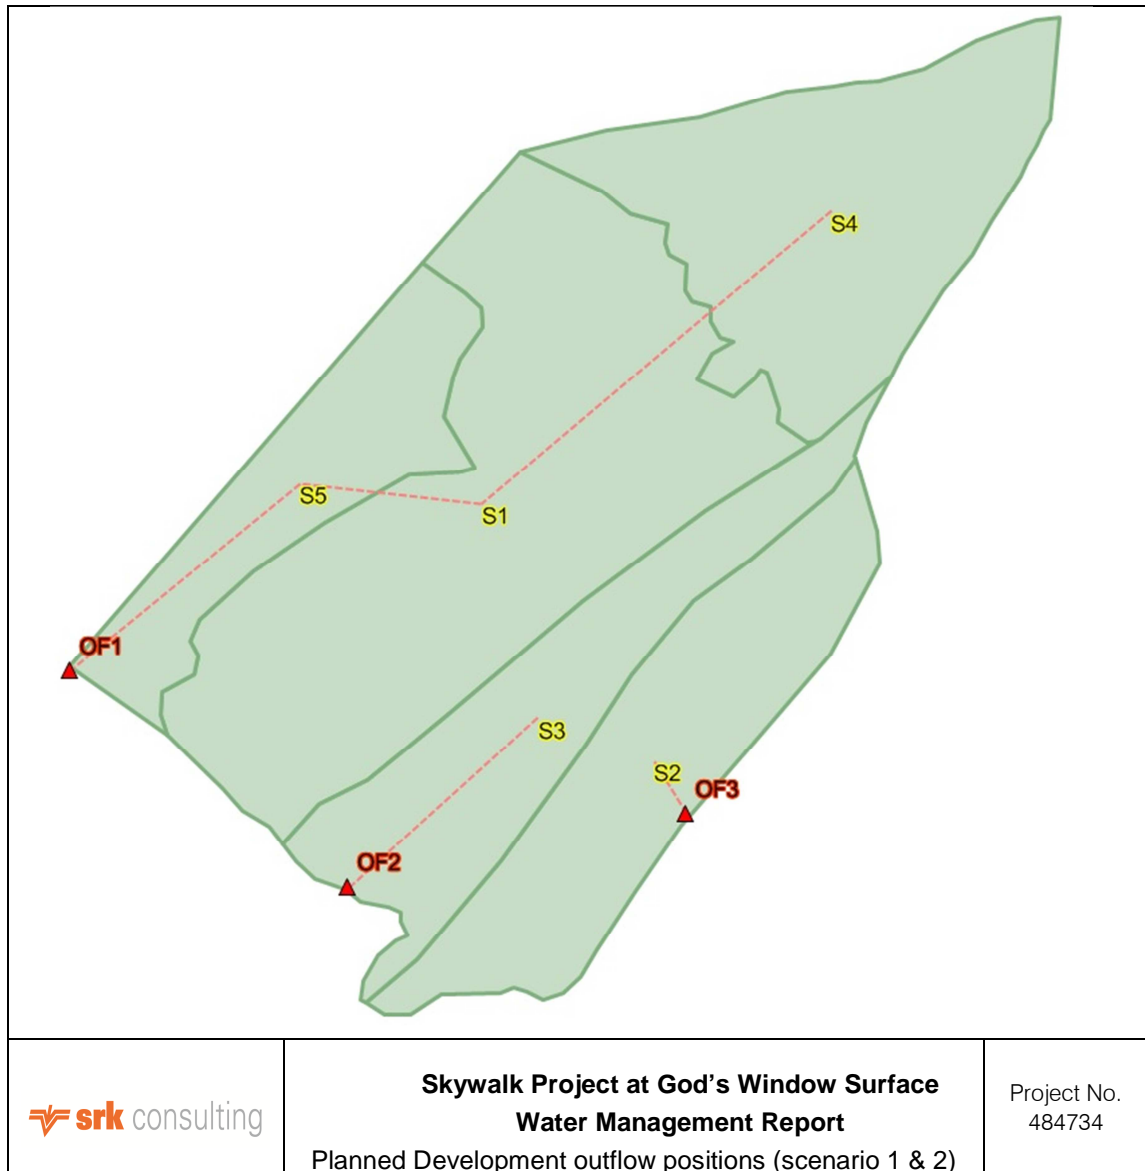 S4
S5
S1
OF1
S3
S2
OF3
OF2
srk consulting
Skywalk Project at God's Window Surface
Water Management Report
Planned Development outflow positions (scenario 1 & 2)
Project No.
484734